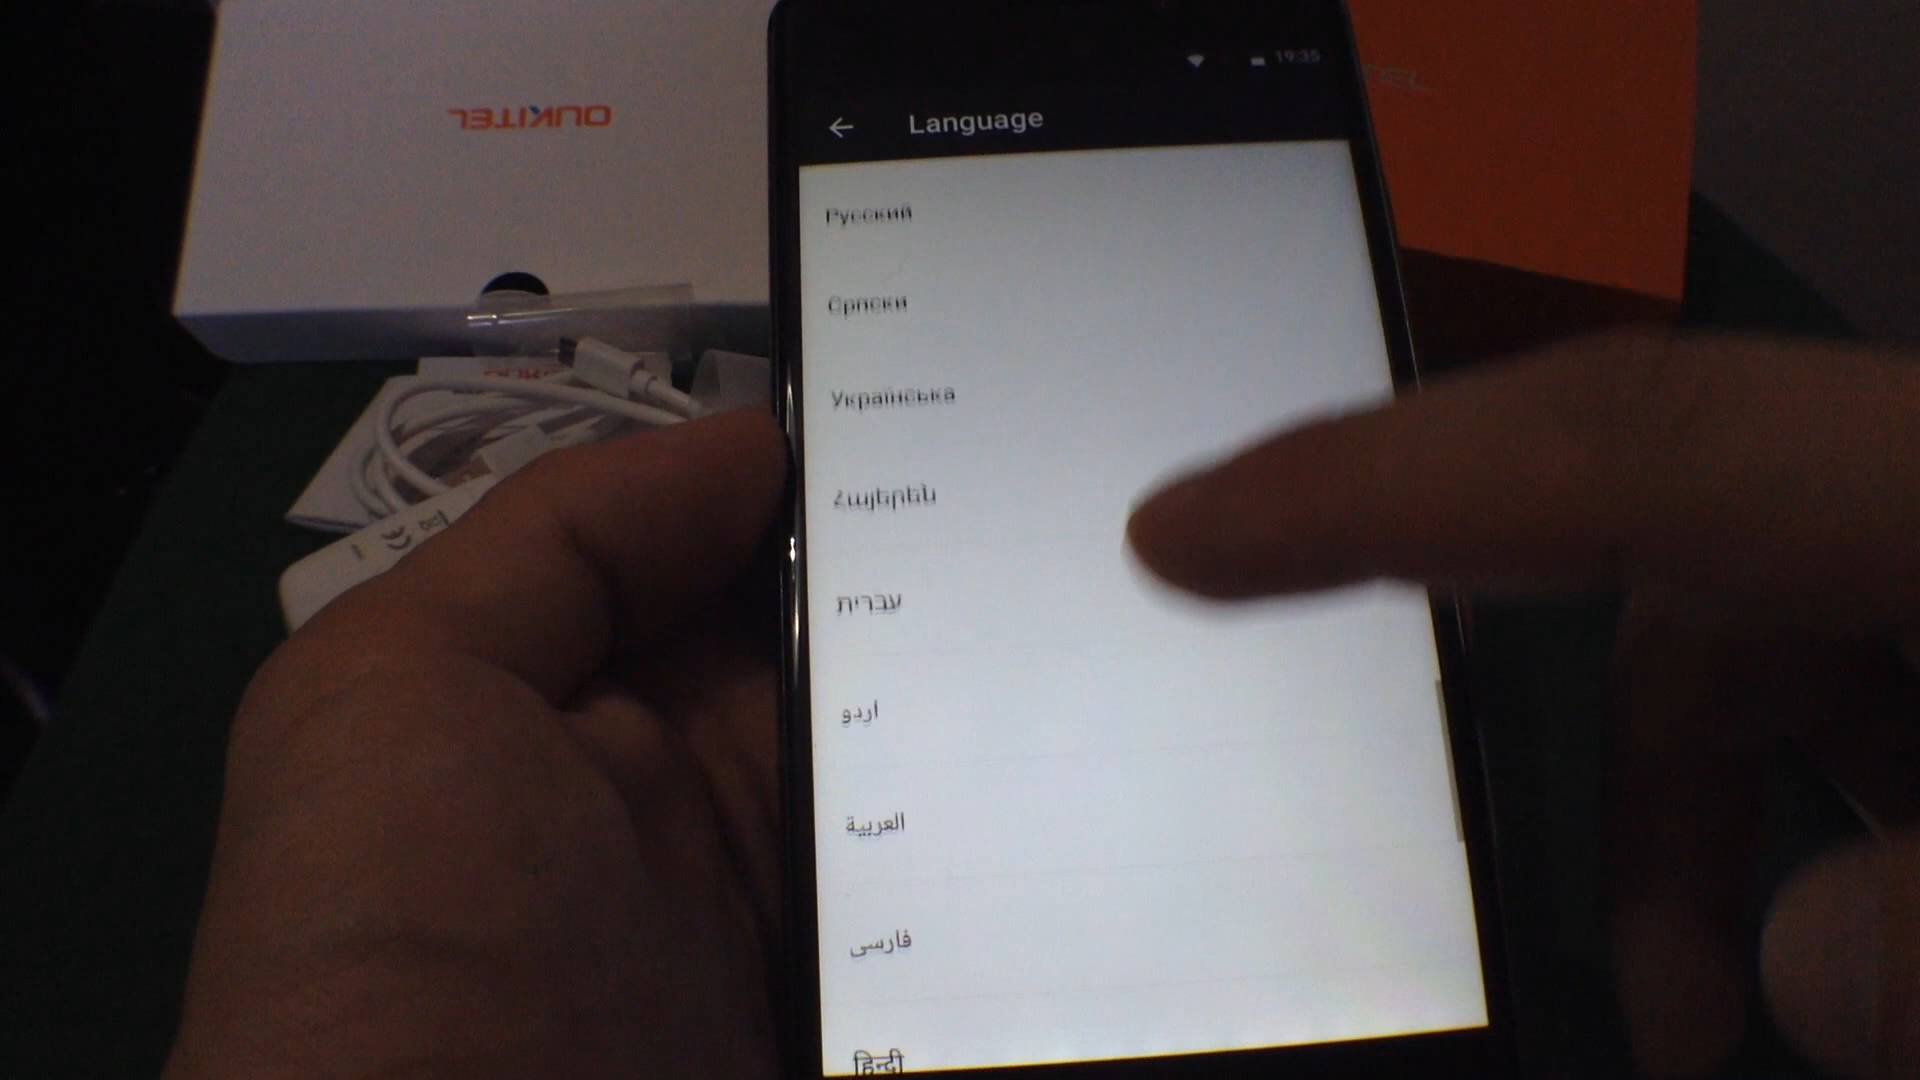 OUKITEL
19:35
Language
Русский
Српски
Українська
Հայերեն
עברית
اردو
العربية
فارسی
हिन्दी